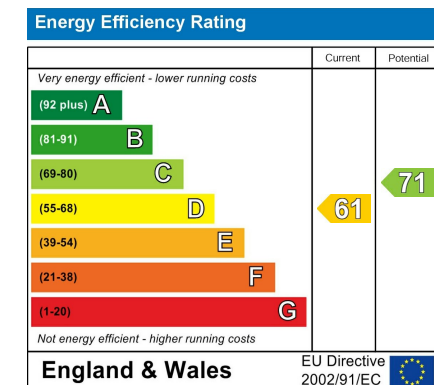 Energy Efficiency Rating
Current Potential
Very energy efficient - lower running costs
(92 plus) A
(81-91) B
(69-80) C
71
(55-68) D
61
(39-54) E
(21-38) F
(1-20) G
Not energy efficient - higher running costs
England & Wales
EU Directive
2002/91/EC